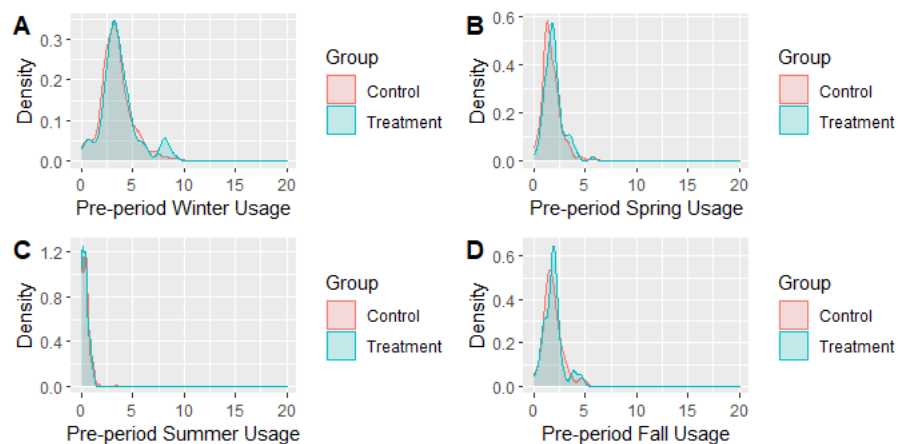 A
Density
0.3
0.2
0.1
0.0
0 5 10 15 20
Pre-period Winter Usage
Group
Control
Treatment
B
Density
0.6
0.4
0.2
0.0
0 5 10 15 20
Pre-period Spring Usage
Group
Control
Treatment
C
Density
1.2
0.8
0.4
0.0
0 5 10 15 20
Pre-period Summer Usage
Group
Control
Treatment
D
Density
0.6
0.4
0.2
0.0
0 5 10 15 20
Pre-period Fall Usage
Group
Control
Treatment